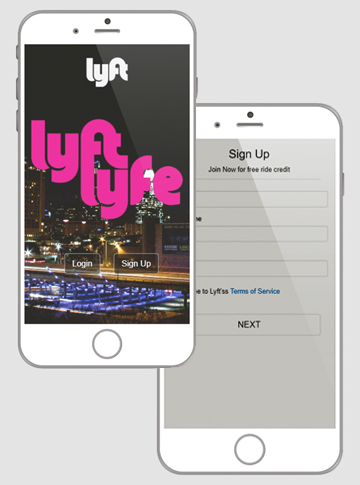 lyft
lyft
lyfe
Login
Sign Up
Sign Up
Join Now for free ride credit
to Lyft'ss Terms of Service
NEXT